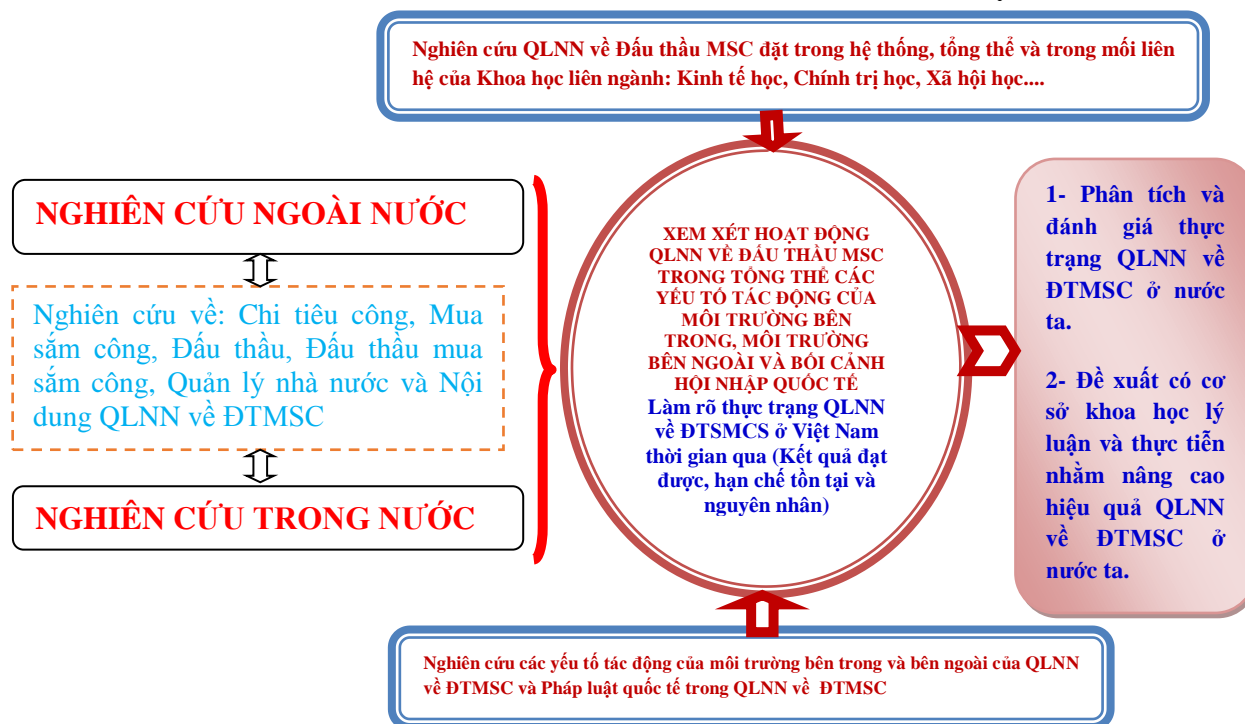 Nghiên cứu QLNN về Đấu thầu MSC đặt trong hệ thống, tổng thể và trong mối liên
hệ của Khoa học liên ngành: Kinh tế học, Chính trị học, Xã hội học....
NGHIÊN CỨU NGOÀI NƯỚC
Nghiên cứu về: Chi tiêu công, Mua
sắm công, Đấu thầu, Đấu thầu mua
sắm công, Quản lý nhà nước và Nội
dung QLNN về ĐTMSC
NGHIÊN CỨU TRONG NƯỚC
XEM XÉT HOẠT ĐỘNG
QLNN VỀ ĐẤU THẦU MSC
TRONG TỔNG THỂ CÁC
YẾU TỐ TÁC ĐỘNG CỦA
MÔI TRƯỜNG BÊN
TRONG, MÔI TRƯỜNG
BÊN NGOÀI VÀ BỐI CẢNH
HỘI NHẬP QUỐC TẾ
Làm rõ thực trạng QLNN
về ĐTSMCS ở Việt Nam
thời gian qua (Kết quả đạt
được, hạn chế tồn tại và
nguyên nhân)
1- Phân tích và
đánh giá thực
trạng QLNN về
ĐTMSC ở nước
ta.
2- Đề xuất có cơ
sở khoa học lý
luận và thực tiễn
nhằm nâng cao
hiệu quả QLNN
về ĐTMSC ở
nước ta.
Nghiên cứu các yếu tố tác động của môi trường bên trong và bên ngoài của QLNN
về ĐTMSC và Pháp luật quốc tế trong QLNN về ĐTMSC